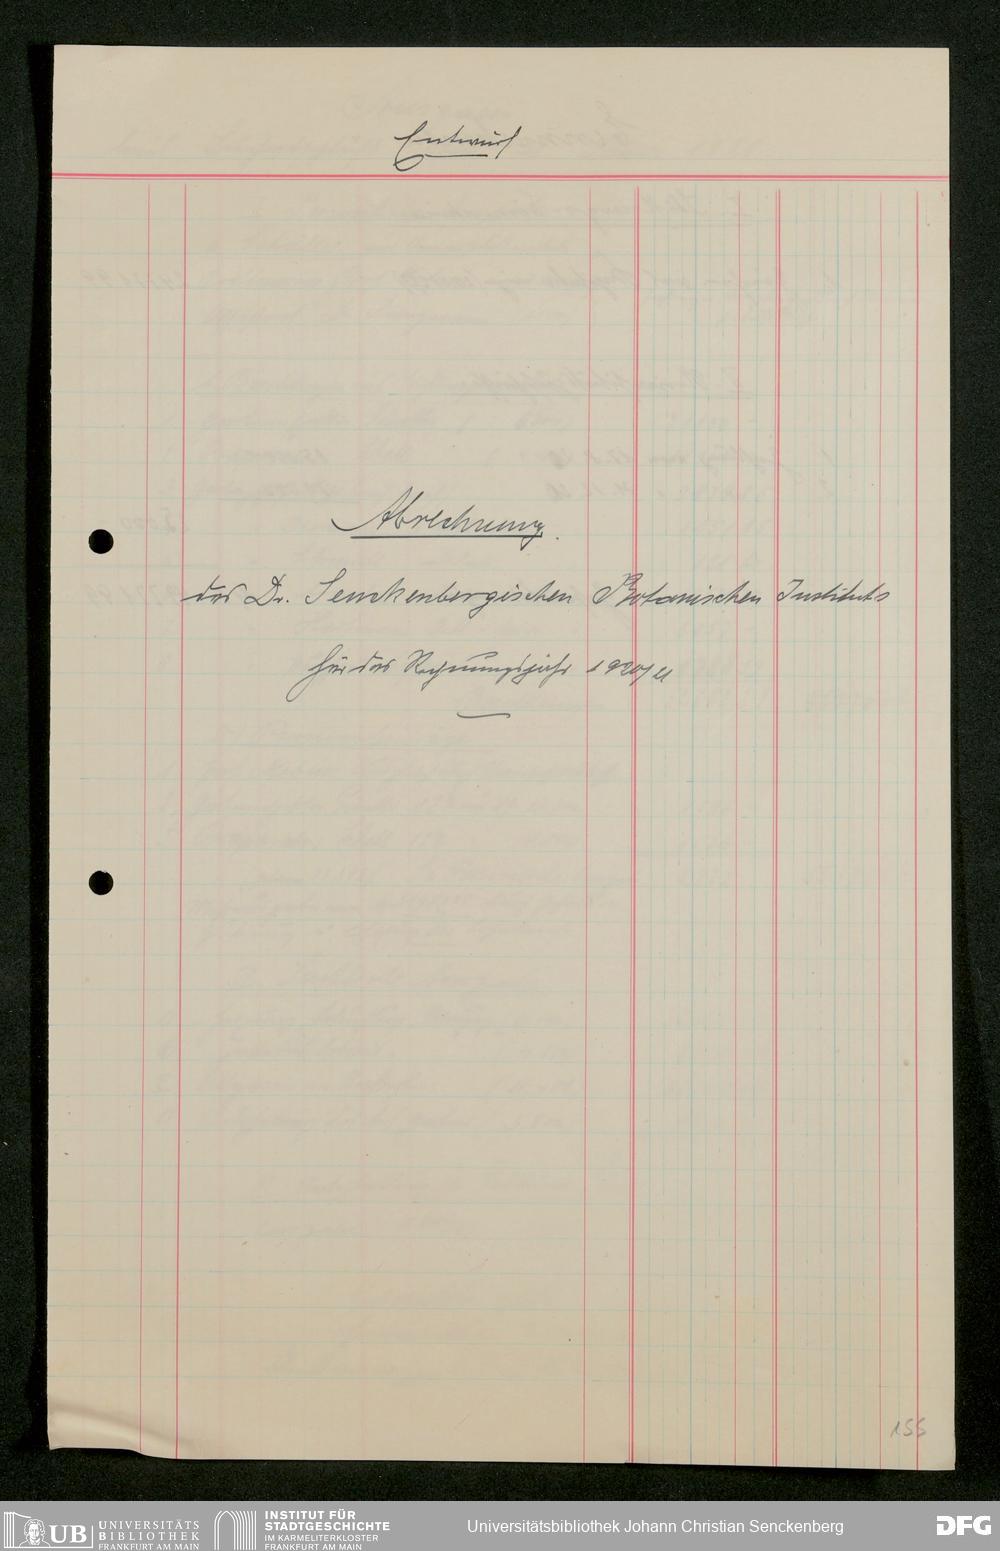 Entwurf
Abrechnung
des Dr. Senckenbergischen Botanischen Instituts
für das Rechnungsjahr 1920/21
155
UB UNIVERSITÄTS
BIBLIOTHEK
FRANKFURT AM MAIN
INSTITUT FÜR
STADTGESCHICHTE
IM KARMELITERKLOSTER
FRANKFURT AM MAIN
Universitätsbibliothek Johann Christian Senckenberg
DFG